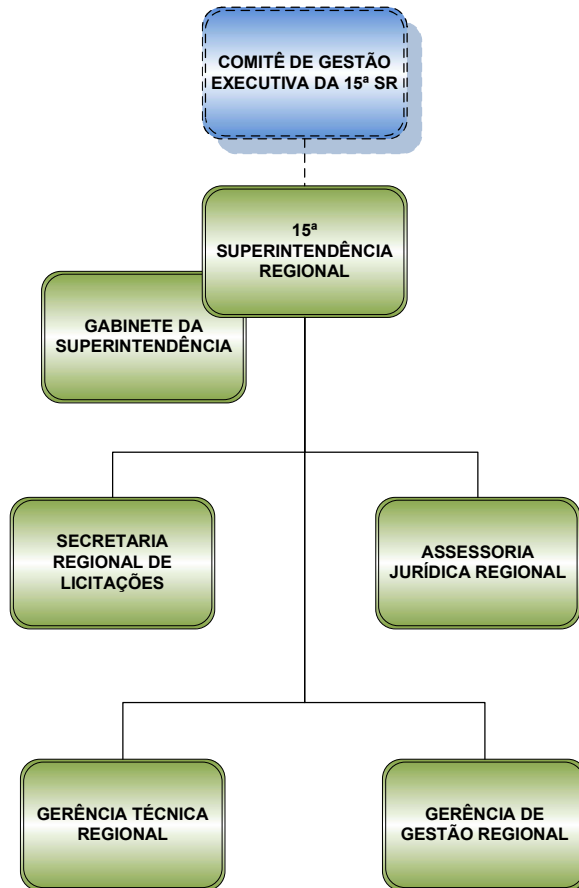 COMITÊ DE GESTÃO
EXECUTIVA DA 15ª SR
15ª
SUPERINTENDÊNCIA
REGIONAL
GABINETE DA
SUPERINTENDÊNCIA
SECRETARIA
REGIONAL DE
LICITAÇÕES
ASSESSORIA
JURÍDICA REGIONAL
GERÊNCIA TÉCNICA
REGIONAL
GERÊNCIA DE
GESTÃO REGIONAL